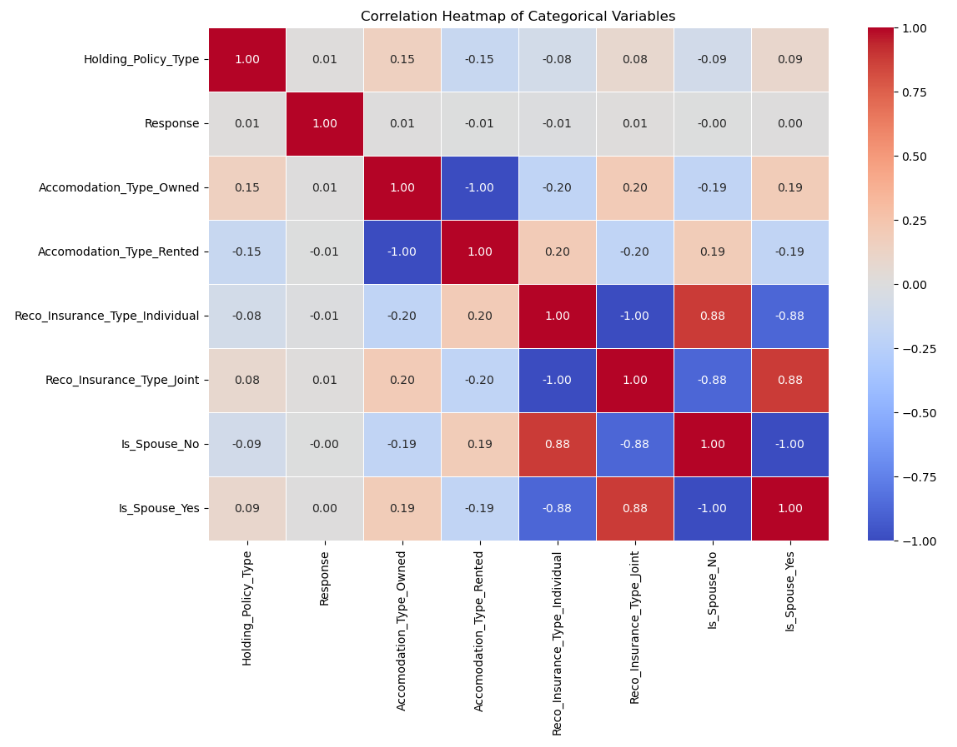 Correlation Heatmap of Categorical Variables
Holding_Policy_Type 1.00 0.01 0.15 -0.15 -0.08 0.08 -0.09 0.09
Response 0.01 1.00 0.01 -0.01 -0.01 0.01 -0.00 0.00
Accomodation_Type_Owned 0.15 0.01 1.00 -1.00 -0.20 0.20 -0.19 0.19
Accomodation_Type_Rented -0.15 -0.01 -1.00 1.00 0.20 -0.20 0.19 -0.19
Reco_Insurance_Type_Individual -0.08 -0.01 -0.20 0.20 1.00 -1.00 0.88 -0.88
Reco_Insurance_Type_Joint 0.08 0.01 0.20 -0.20 -1.00 1.00 -0.88 0.88
Is_Spouse_No -0.09 -0.00 -0.19 0.19 0.88 -0.88 1.00 -1.00
Is_Spouse_Yes 0.09 0.00 0.19 -0.19 -0.88 0.88 -1.00 1.00
Holding_Policy_Type
Response
Accomodation_Type_Owned
Accomodation_Type_Rented
Reco_Insurance_Type_Individual
Reco_Insurance_Type_Joint
Is_Spouse_No
Is_Spouse_Yes
1.00
0.75
0.50
0.25
0.00
−0.25
−0.50
−0.75
−1.00